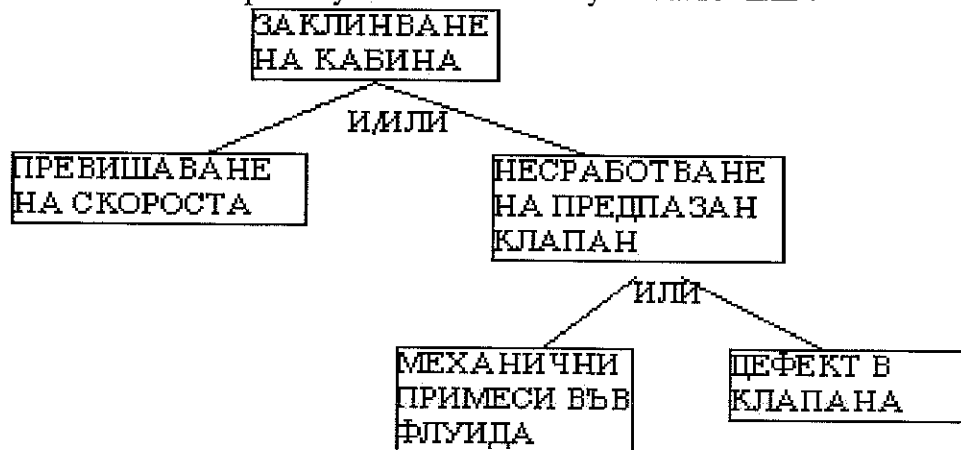 ЗАКЛИНВАНЕ
НА КАБИНА
И/ИЛИ
ПРЕВИШАВАНЕ
НА СКОРОСТА
НЕСРАБОТВАНЕ
НА ПРЕДПАЗАН
КЛАПАН
ИЛИ
МЕХАНИЧНИ
ПРИМЕСИ ВЪВ
ФЛУИДА
ДЕФЕКТ В
КЛАПАНА